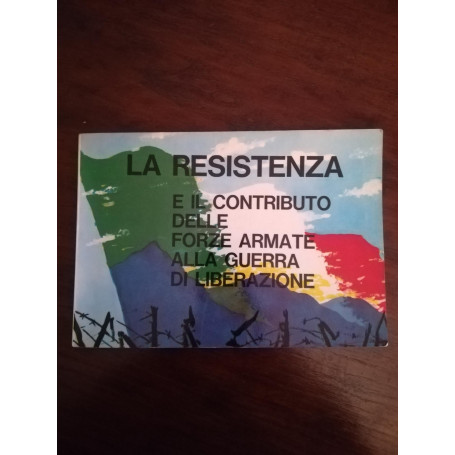 LA RESISTENZA
E IL CONTRIBUTO
DELLE
FORZE ARMATE
ALLA GUERRA
DI LIBERAZIONE